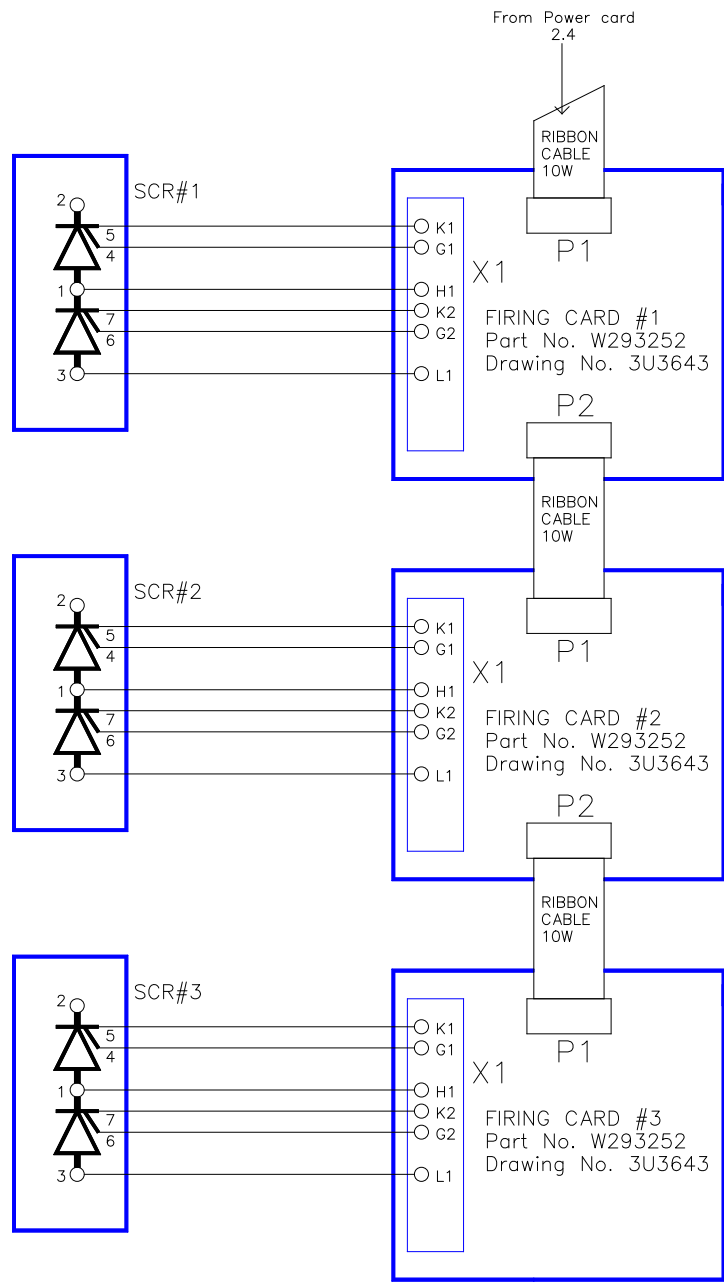 From Power card
2.4
RIBBON
CABLE
10W
P1
SCR#1
2
5
4
1
7
6
3
K1
G1
H1
K2
G2
L1
X1
FIRING CARD #1
Part No. W293252
Drawing No. 3U3643
P2
RIBBON
CABLE
10W
P1
SCR#2
2
5
4
1
7
6
3
K1
G1
H1
K2
G2
L1
X1
FIRING CARD #2
Part No. W293252
Drawing No. 3U3643
P2
RIBBON
CABLE
10W
P1
SCR#3
2
5
4
1
7
6
3
K1
G1
H1
K2
G2
L1
X1
FIRING CARD #3
Part No. W293252
Drawing No. 3U3643